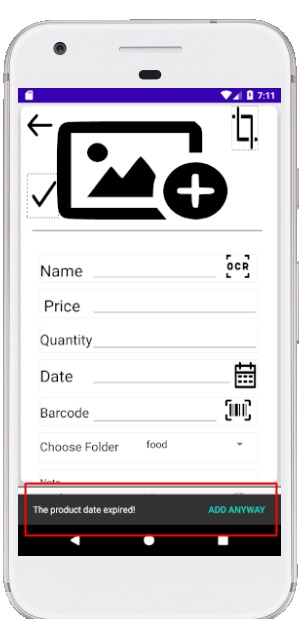 7:11
Name
OCR
Price
Quantity
Date
Barcode
Choose Folder food
Note
The product date expired! ADD ANYWAY